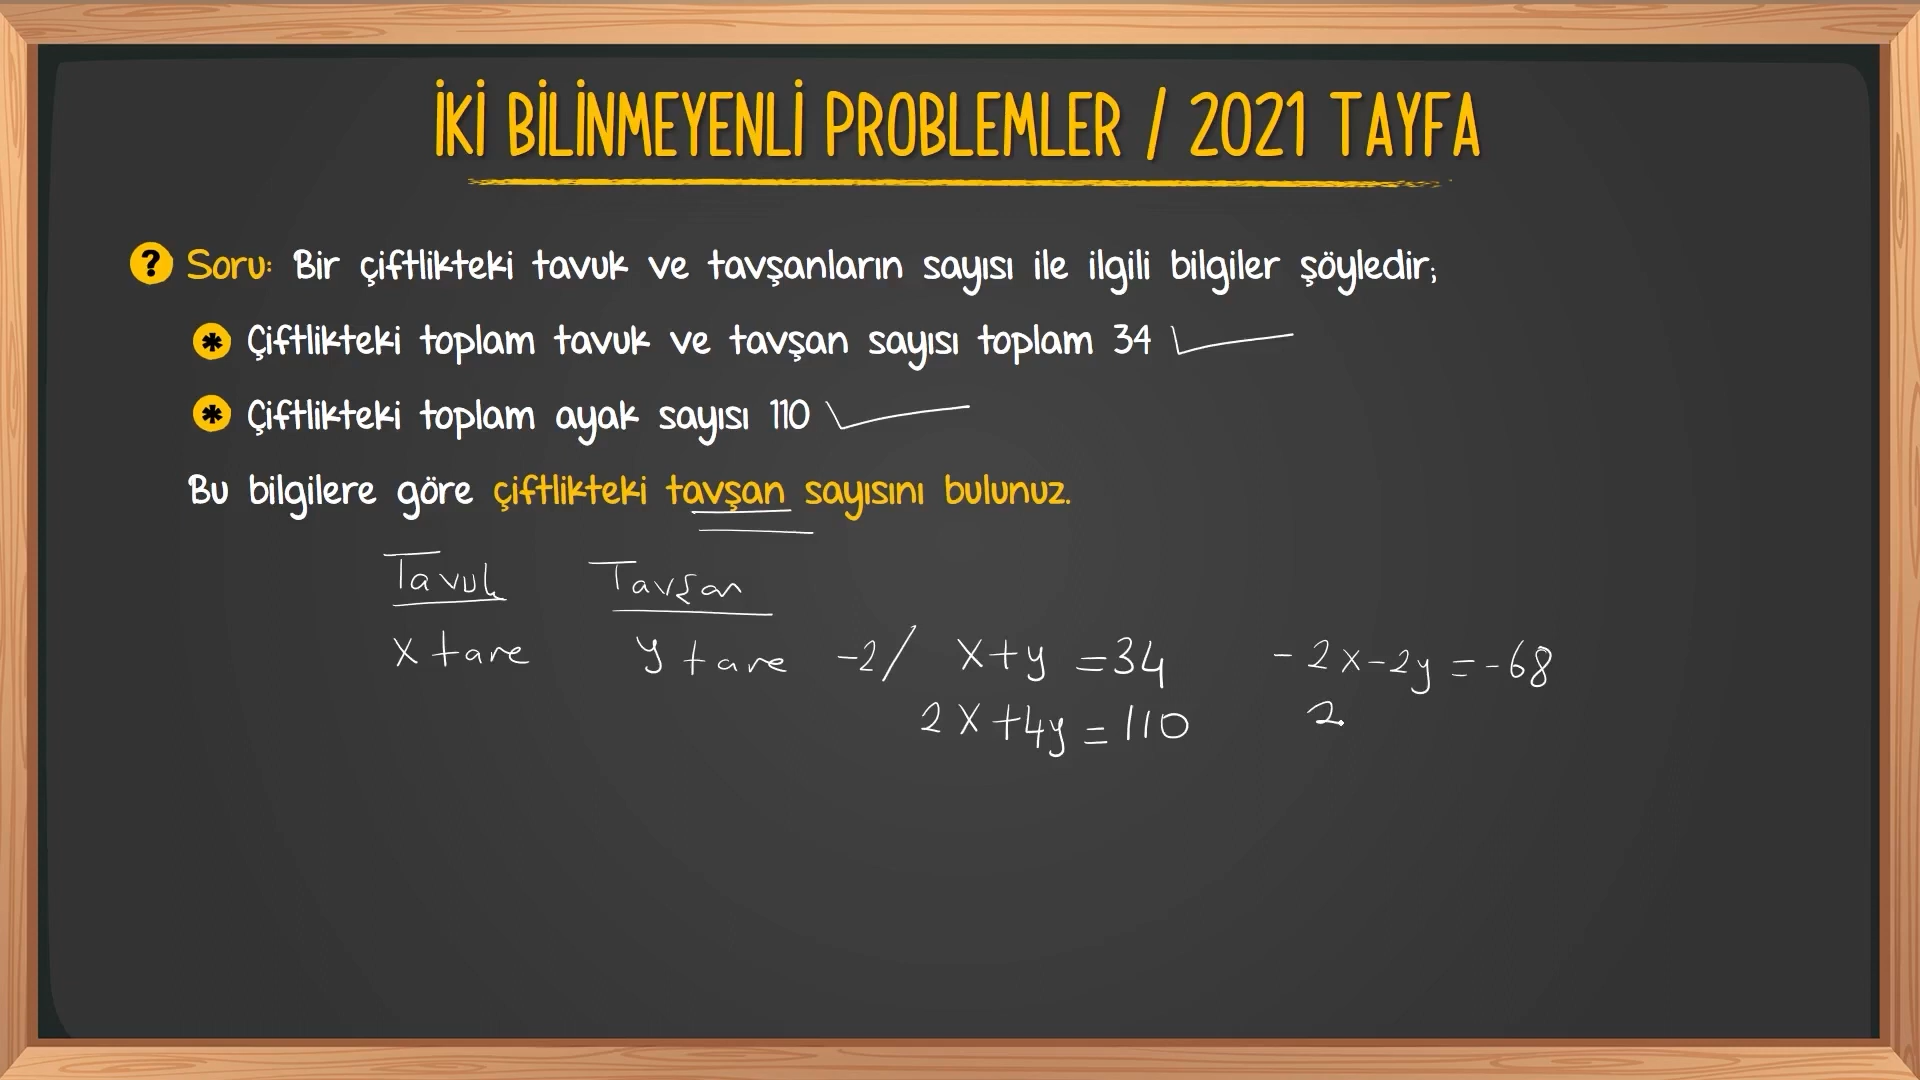 İKİ BİLİNMEYENLİ PROBLEMLER / 2021 TAYFA
? Soru: Bir çiftlikteki tavuk ve tavşanların sayısı ile ilgili bilgiler şöyledir;
* Çiftlikteki toplam tavuk ve tavşan sayısı toplam 34
* Çiftlikteki toplam ayak sayısı 110
Bu bilgilere göre çiftlikteki tavşan sayısını bulunuz.
Tavuk Tavşan
x tane y tane -2/ x+y =34 -2x-2y=-68
2x+4y=110 2